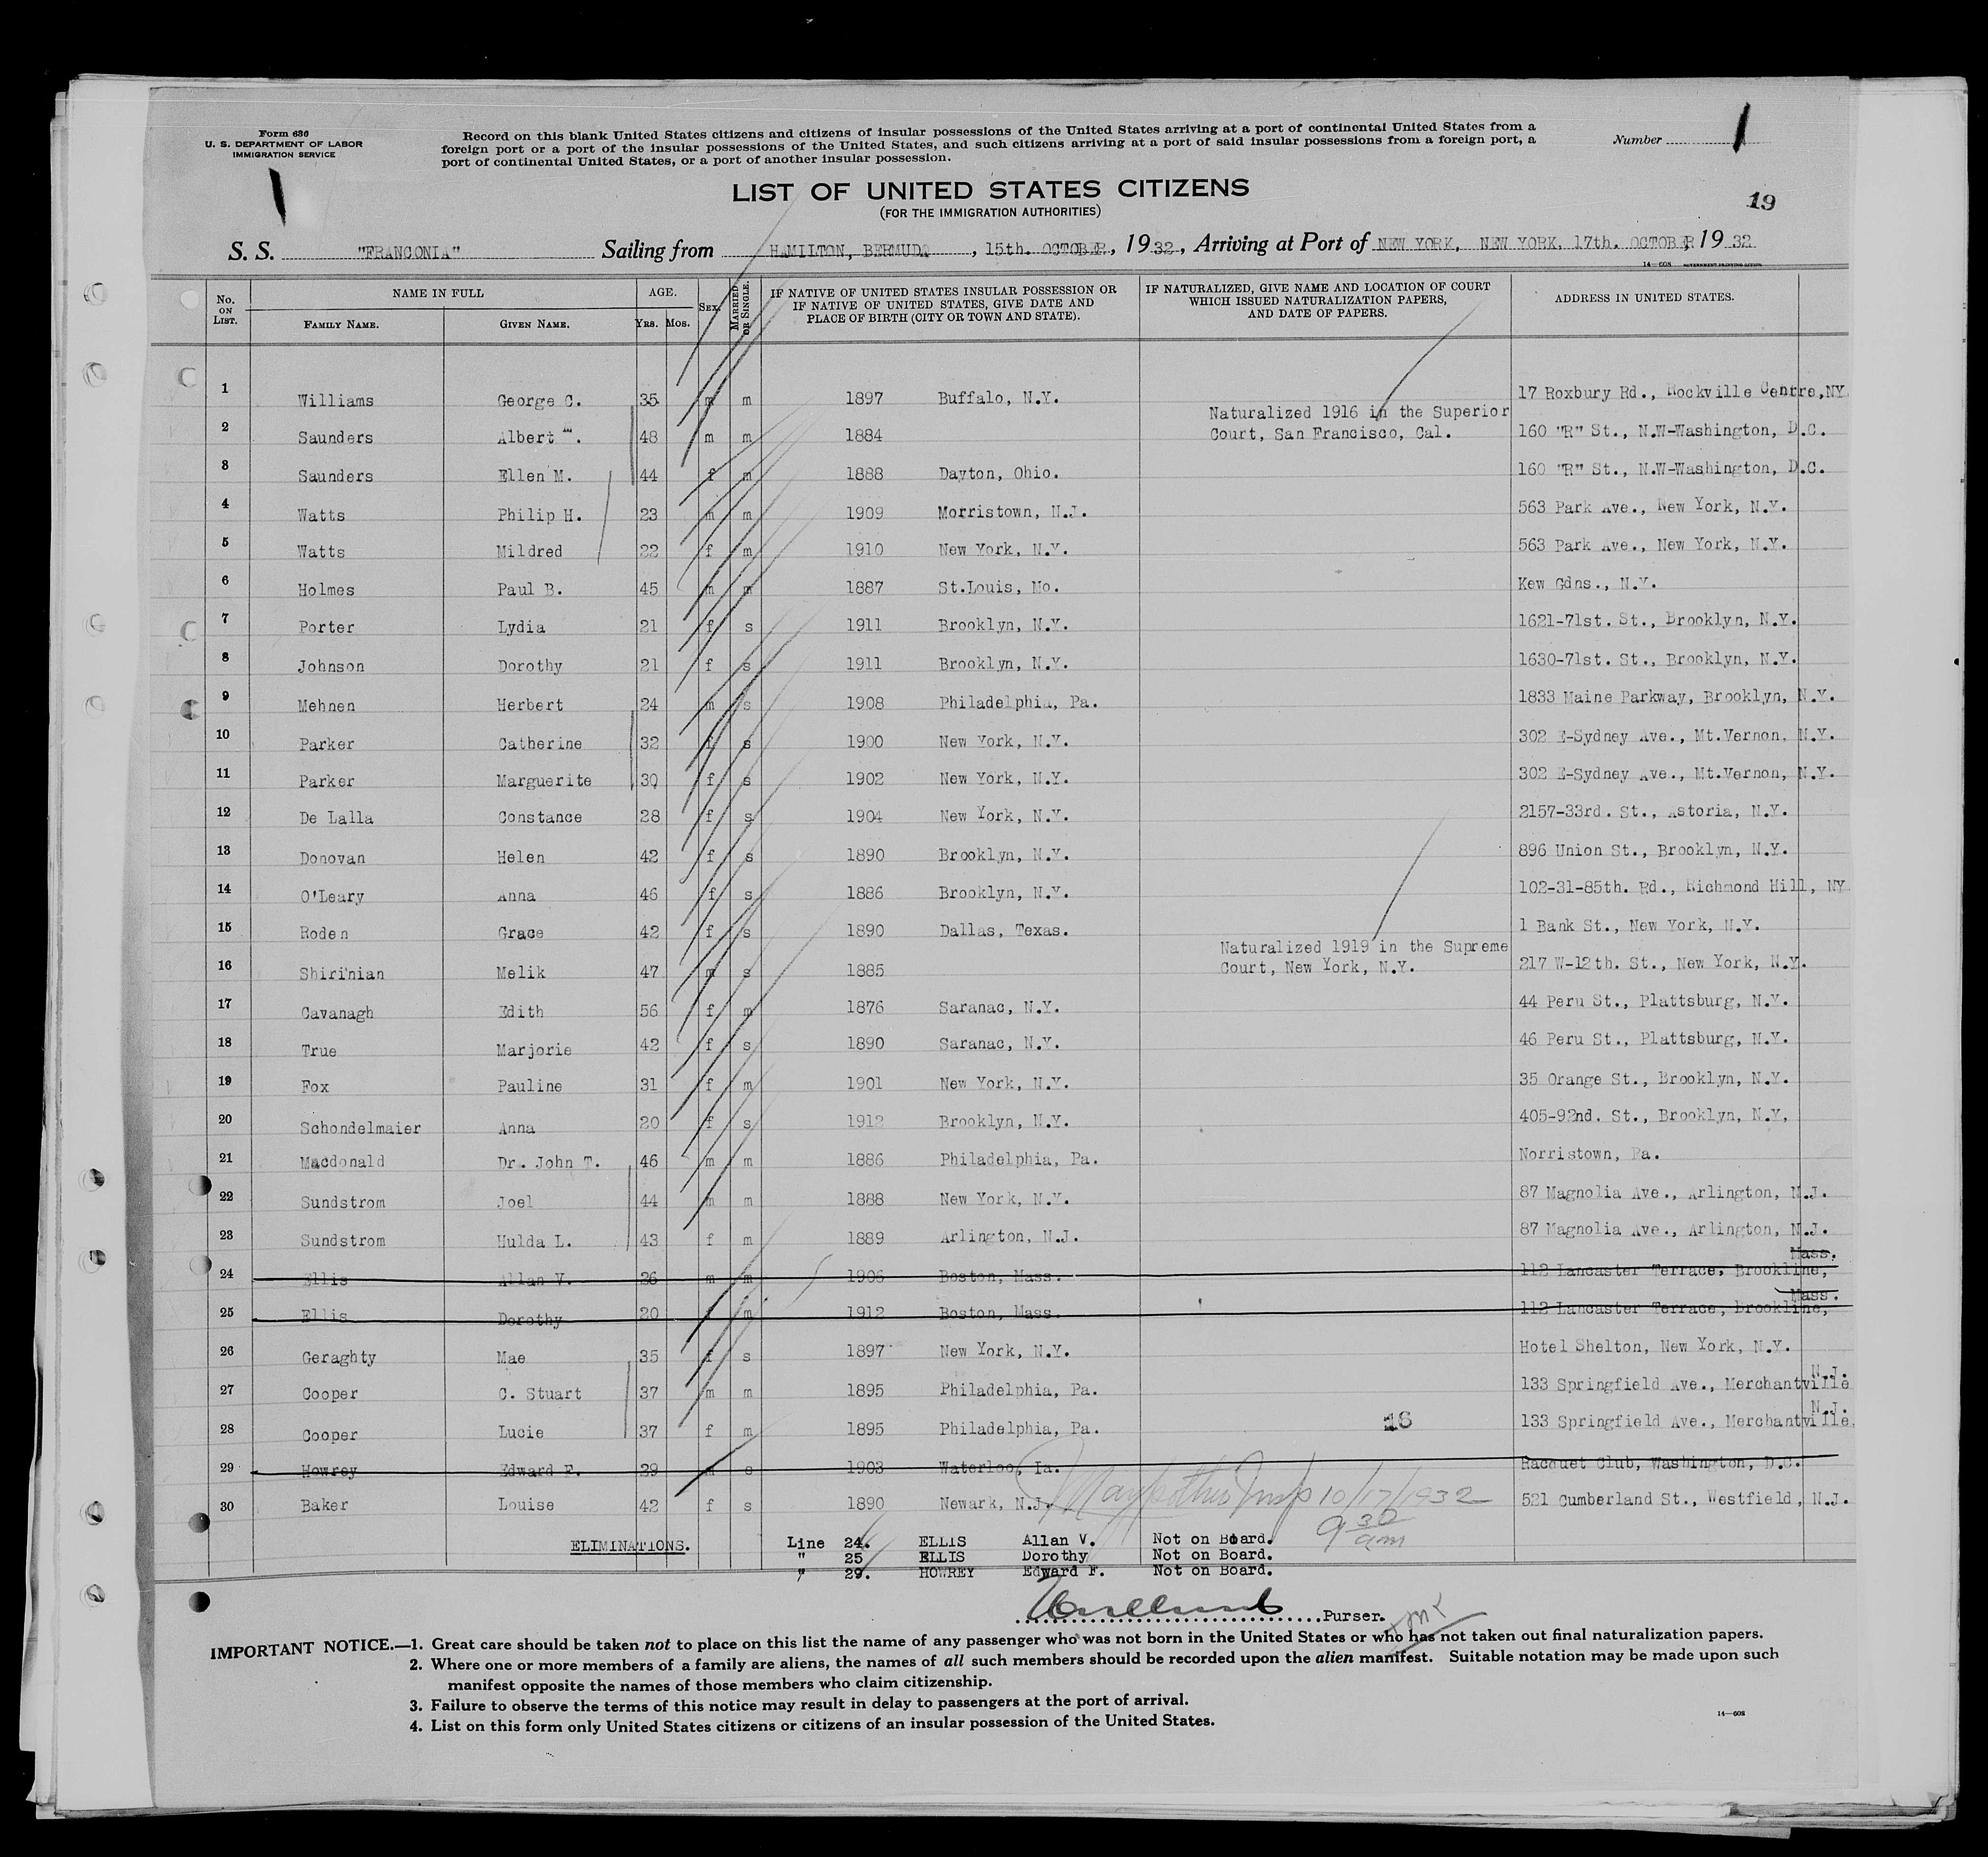 Form 630
U. S. DEPARTMENT OF LABOR
IMMIGRATION SERVICE
Record on this blank United States citizens and citizens of insular possessions of the United States arriving at a port of continental United States from a
foreign port or a port of the insular possessions of the United States, and such citizens arriving at a port of said insular possessions from a foreign port, a
port of continental United States, or a port of another insular possession.
Number 1
1
LIST OF UNITED STATES CITIZENS
(FOR THE IMMIGRATION AUTHORITIES)
19
S. S. "FRANCONIA" Sailing from HAMILTON, BERMUDA, 15th. OCTOBER, 1932, Arriving at Port of NEW YORK, NEW YORK. 17th. OCTOBER, 1932
14—608 GOVERNMENT PRINTING OFFICE
No. ON LIST. NAME IN FULL FAMILY NAME. GIVEN NAME. AGE. YRS. MOS. SEX. MARRIED OR SINGLE. IF NATIVE OF UNITED STATES INSULAR POSSESSION OR IF NATIVE OF UNITED STATES, GIVE DATE AND PLACE OF BIRTH (CITY OR TOWN AND STATE). IF NATURALIZED, GIVE NAME AND LOCATION OF COURT WHICH ISSUED NATURALIZATION PAPERS, AND DATE OF PAPERS. ADDRESS IN UNITED STATES.
1 Williams George C. 35 m m 1897 Buffalo, N.Y. 17 Roxbury Rd., Rockville Centre,NY
2 Saunders Albert 48 m m 1884 Naturalized 1916 in the Superior Court, San Francisco, Cal. 160 "R" St., N.W-Washington, D.C.
3 Saunders Ellen M. 44 f m 1888 Dayton, Ohio. 160 "R" St., N.W-Washington, D.C.
4 Watts Philip H. 23 m m 1909 Morristown, N.J. 563 Park Ave., New York, N.Y.
5 Watts Mildred 22 f m 1910 New York, N.Y. 563 Park Ave., New York, N.Y.
6 Holmes Paul B. 45 m m 1887 St.Louis, Mo. Kew Gdns., N.Y.
7 Porter Lydia 21 f s 1911 Brooklyn, N.Y. 1621-71st. St., Brooklyn, N.Y.
8 Johnson Dorothy 21 f s 1911 Brooklyn, N.Y. 1630-71st. St., Brooklyn, N.Y.
9 Mehnen Herbert 24 m s 1908 Philadelphia, Pa. 1833 Maine Parkway, Brooklyn, N.Y.
10 Parker Catherine 32 f s 1900 New York, N.Y. 302 E-Sydney Ave., Mt.Vernon, N.Y.
11 Parker Marguerite 30 f s 1902 New York, N.Y. 302 E-Sydney Ave., Mt.Vernon, N.Y.
12 De Lalla Constance 28 f s 1904 New York, N.Y. 2157-33rd. St., Astoria, N.Y.
13 Donovan Helen 42 f s 1890 Brooklyn, N.Y. 896 Union St., Brooklyn, N.Y.
14 O'Leary Anna 46 f s 1886 Brooklyn, N.Y. 102-31-85th. Rd., Richmond Hill, NY
15 Roden Grace 42 f s 1890 Dallas, Texas. 1 Bank St., New York, N.Y.
16 Shirinian Melik 47 m s 1885 Naturalized 1919 in the Supreme Court, New York, N.Y. 217 W-12th. St., New York, N.Y.
17 Cavanagh Edith 56 f m 1876 Saranac, N.Y. 44 Peru St., Plattsburg, N.Y.
18 True Marjorie 42 f s 1890 Saranac, N.Y. 46 Peru St., Plattsburg, N.Y.
19 Fox Pauline 31 f m 1901 New York, N.Y. 35 Orange St., Brooklyn, N.Y.
20 Schondelmaier Anna 20 f s 1912 Brooklyn, N.Y. 405-92nd. St., Brooklyn, N.Y.
21 Macdonald Dr. John T. 46 m m 1886 Philadelphia, Pa. Norristown, Pa.
22 Sundstrom Joel 44 m m 1888 New York, N.Y. 87 Magnolia Ave., Arlington, N.J.
23 Sundstrom Hulda L. 43 f m 1889 Arlington, N.J. 87 Magnolia Ave., Arlington, N.J.
24 Ellis Allan V. 26 m m 1906 Boston, Mass. 112 Lancaster Terrace, Brookline, Mass.
25 Ellis Dorothy 20 f m 1912 Boston, Mass. 112 Lancaster Terrace, Brookline, Mass.
26 Geraghty Mae 35 f s 1897 New York, N.Y. Hotel Shelton, New York, N.Y.
27 Cooper C. Stuart 37 m m 1895 Philadelphia, Pa. 133 Springfield Ave., Merchantville N.J.
28 Cooper Lucie 37 f m 1895 Philadelphia, Pa. 16 133 Springfield Ave., Merchantville, N.J.
29 Howrey Edward F. 29 m s 1903 Waterloo, Ia. Racquet Club, Washington, D.C.
30 Baker Louise 42 f s 1890 Newark, N.J. 521 Cumberland St., Westfield, N.J.
Insp 10/17/1932
9 30 am
ELIMINATIONS. Line 24. ELLIS Allan V. Not on Board.
" 25 ELLIS Dorothy Not on Board.
" 29. HOWREY Edward F. Not on Board.
Purser.
IMPORTANT NOTICE.—1. Great care should be taken not to place on this list the name of any passenger who was not born in the United States or who has not taken out final naturalization papers.
2. Where one or more members of a family are aliens, the names of all such members should be recorded upon the alien manifest. Suitable notation may be made upon such
manifest opposite the names of those members who claim citizenship.
3. Failure to observe the terms of this notice may result in delay to passengers at the port of arrival.
4. List on this form only United States citizens or citizens of an insular possession of the United States.
14—608